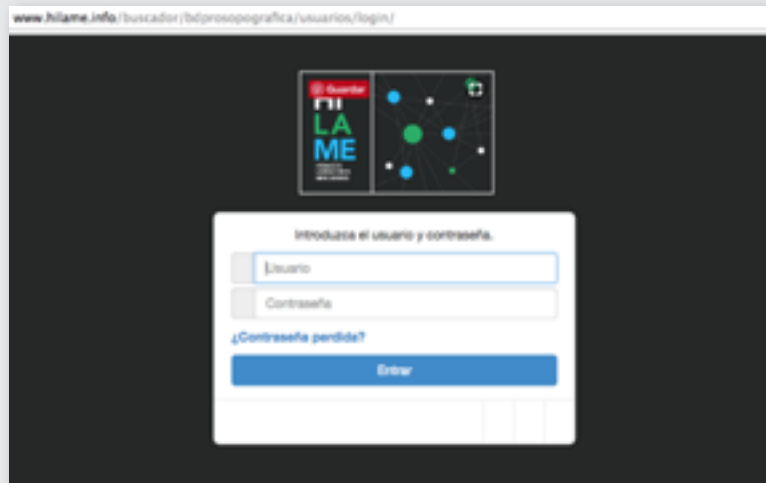 www.hilame.info/buscador/bdprosopografica/usuarios/login/
Guardar
HI
LA
ME
Introduzca el usuario y contraseña.
Usuario
Contraseña
¿Contraseña perdida?
Entrar